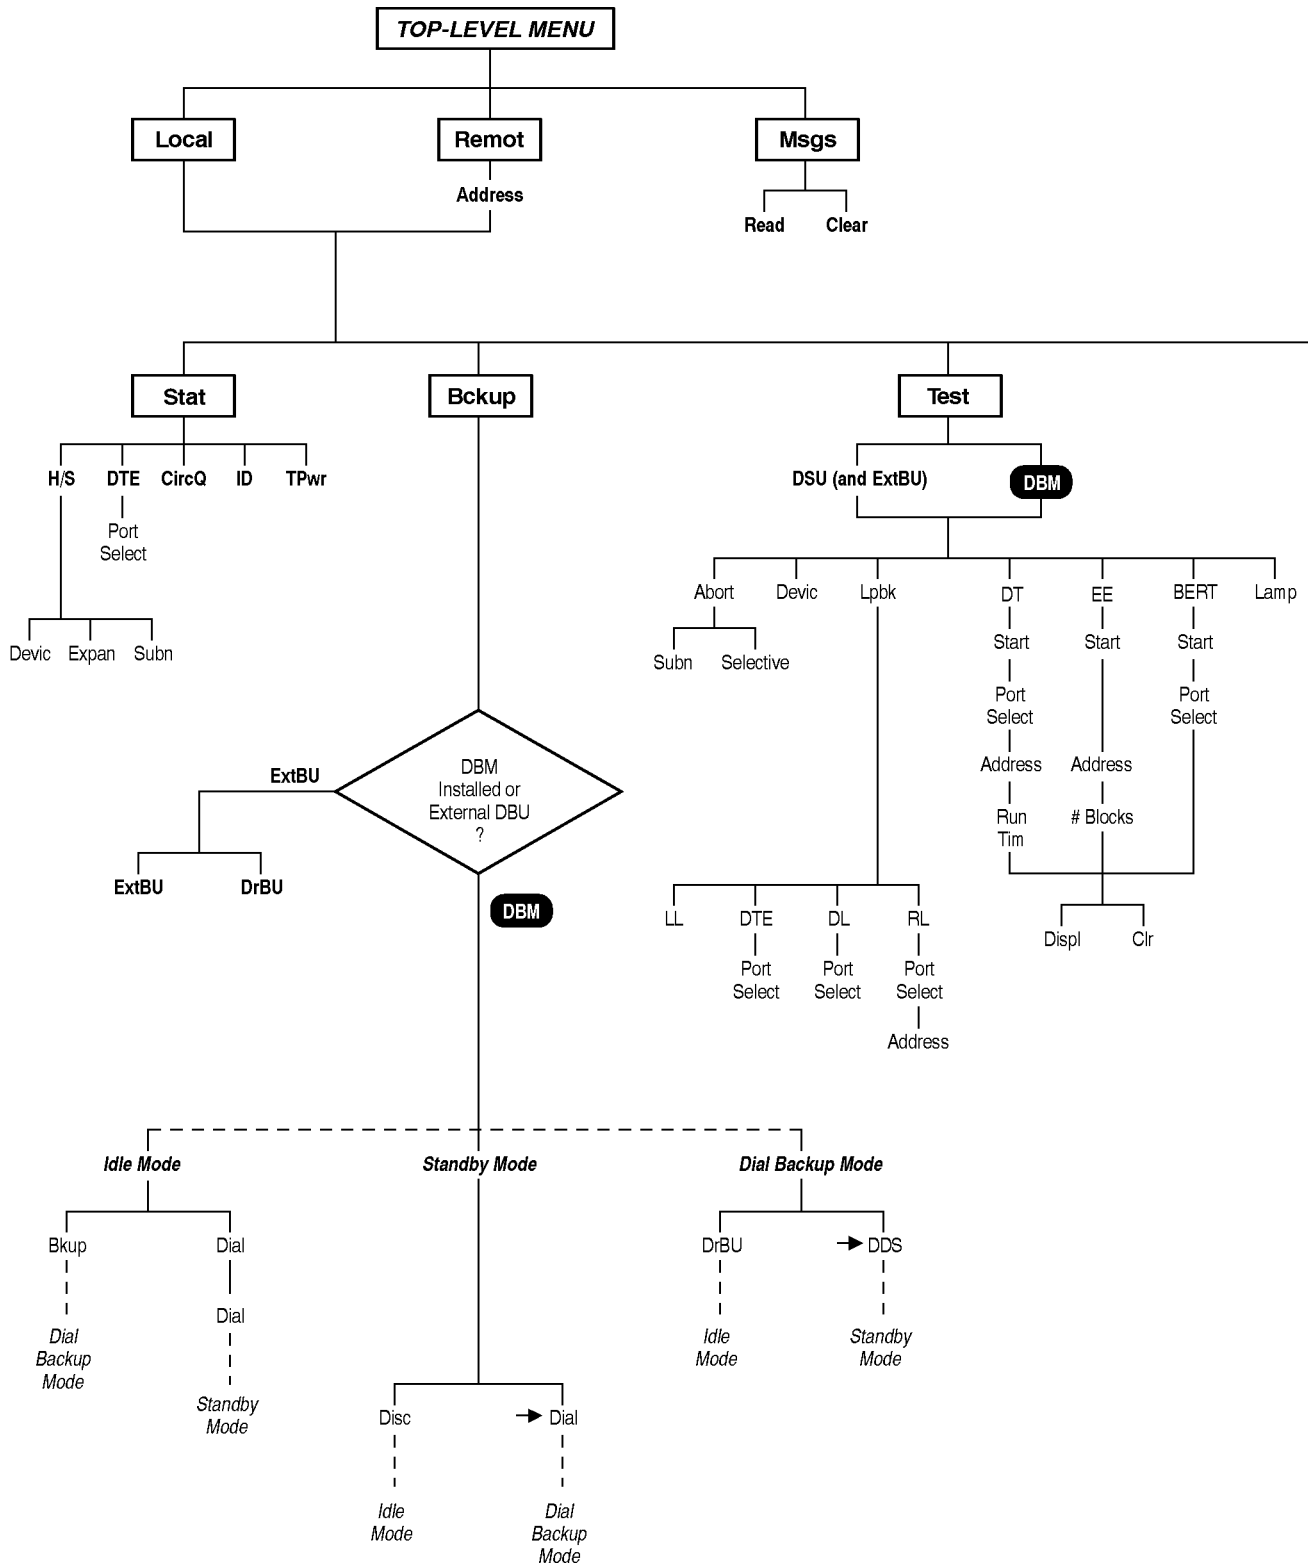 TOP-LEVEL MENU
Local
Remot
Msgs
Address
Read
Clear
Stat
Bckup
Test
H/S
DTE
CircQ
ID
TPwr
DSU (and ExtBU)
DBM
Port
Select
Abort
Devic
Lpbk
DT
EE
BERT
Lamp
Devic
Expan
Subn
Subn
Selective
Start
Start
Start
Port
Select
Port
Select
Address
Address
Run
Tim
# Blocks
ExtBU
DBM
Installed or
External DBU
?
ExtBU
DrBU
DBM
LL
DTE
DL
RL
Port
Select
Port
Select
Port
Select
Address
Displ
Clr
Idle Mode
Standby Mode
Dial Backup Mode
Bkup
Dial
DrBU
DDS
Dial
Dial
Backup
Mode
Standby
Mode
Idle
Mode
Standby
Mode
Disc
Dial
Idle
Mode
Dial
Backup
Mode